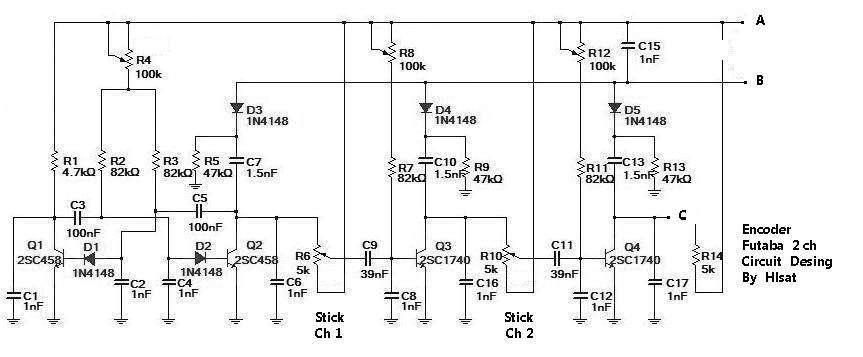 A
R4
100k
R8
100k
R12
100k
C15
1nF
B
D3
1N4148
D4
1N4148
D5
1N4148
R1
4.7kΩ
R2
82kΩ
R3
82kΩ
R5
47kΩ
C7
1.5nF
R7
82kΩ
C10
1.5nF
R9
47kΩ
R11
82kΩ
C13
1.5nF
R13
47kΩ
C3
100nF
C5
100nF
C
Q1
2SC458
D1
1N4148
D2
1N4148
Q2
2SC458
R6
5k
C9
39nF
Q3
2SC1740
R10
5k
C11
39nF
Q4
2SC1740
R14
5k
C1
1nF
C2
1nF
C4
1nF
C6
1nF
C8
1nF
C16
1nF
C12
1nF
C17
1nF
Stick
Ch 1
Stick
Ch 2
Encoder
Futaba 2 ch
Circuit Desing
By HIsat